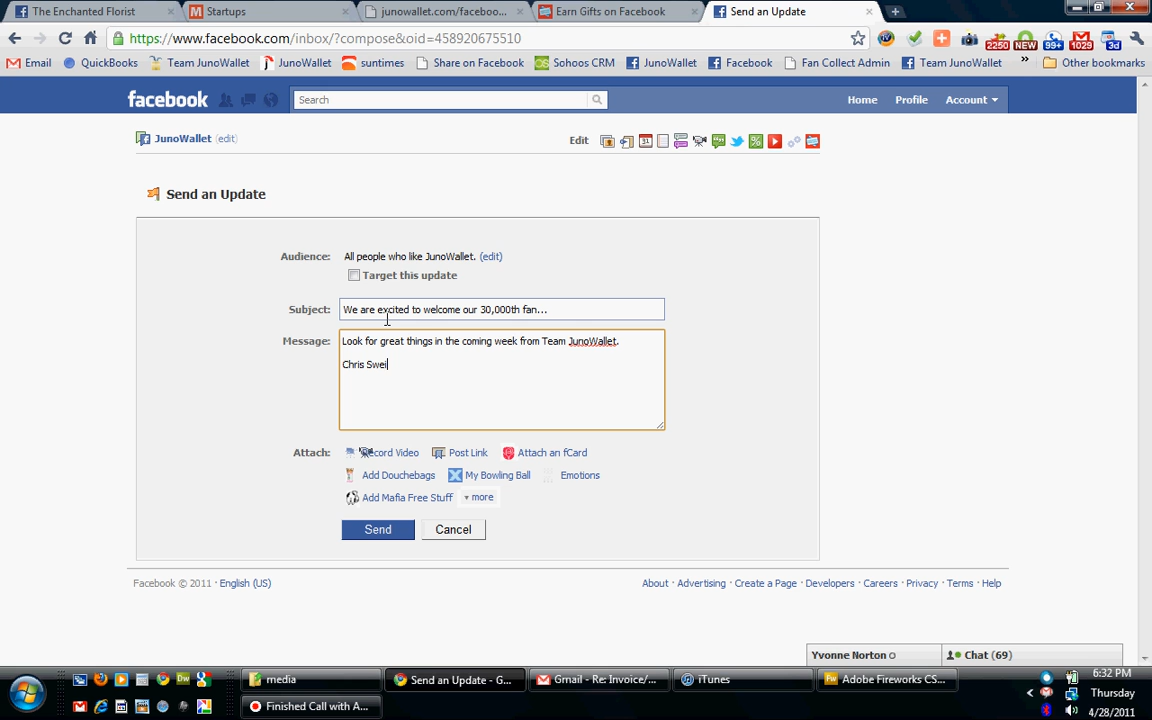 The Enchanted Florist
Startups
junowallet.com/faceboo...
Earn Gifts on Facebook
Send an Update
https://www.facebook.com/inbox/?compose&oid=458920675510
2250 NEW 99+ 1029 3d
Email QuickBooks Team JunoWallet JunoWallet suntimes Share on Facebook Sohoos CRM JunoWallet Facebook Fan Collect Admin Team JunoWallet » Other bookmarks
facebook Search Home Profile Account
JunoWallet (edit) Edit 31
Send an Update
Audience: All people who like JunoWallet. (edit)
Target this update
Subject: We are excited to welcome our 30,000th fan...
Message: Look for great things in the coming week from Team JunoWallet.
Chris Swei
Attach: Record Video Post Link Attach an fCard
Add Douchebags My Bowling Ball Emotions
Add Mafia Free Stuff more
Send Cancel
Facebook © 2011 · English (US) About · Advertising · Create a Page · Developers · Careers · Privacy · Terms · Help
Yvonne Norton Chat (69)
media Send an Update - G... Gmail - Re: Invoice/... iTunes Adobe Fireworks CS... 6:32 PM
Thursday
Finished Call with A... 4/28/2011